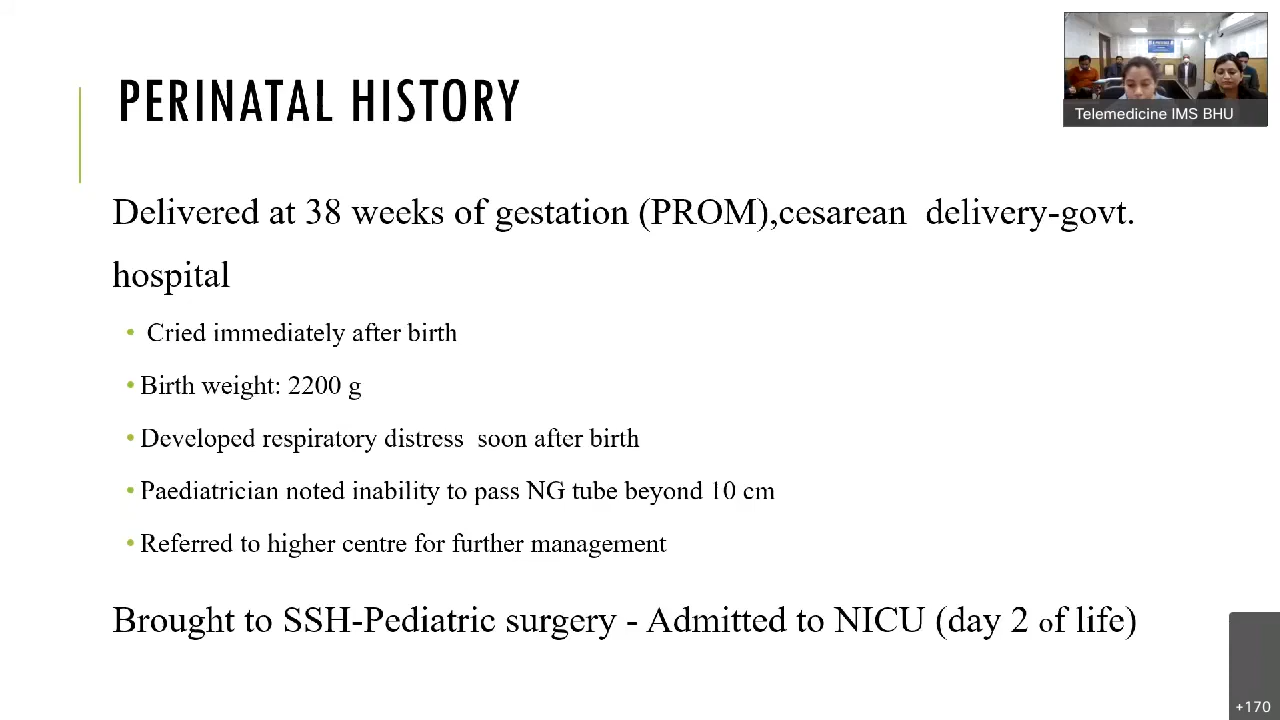 PERINATAL HISTORY
Telemedicine IMS BHU
Delivered at 38 weeks of gestation (PROM),cesarean delivery-govt.
hospital
• Cried immediately after birth
• Birth weight: 2200 g
• Developed respiratory distress soon after birth
• Paediatrician noted inability to pass NG tube beyond 10 cm
• Referred to higher centre for further management
Brought to SSH-Pediatric surgery - Admitted to NICU (day 2 of life)
+170